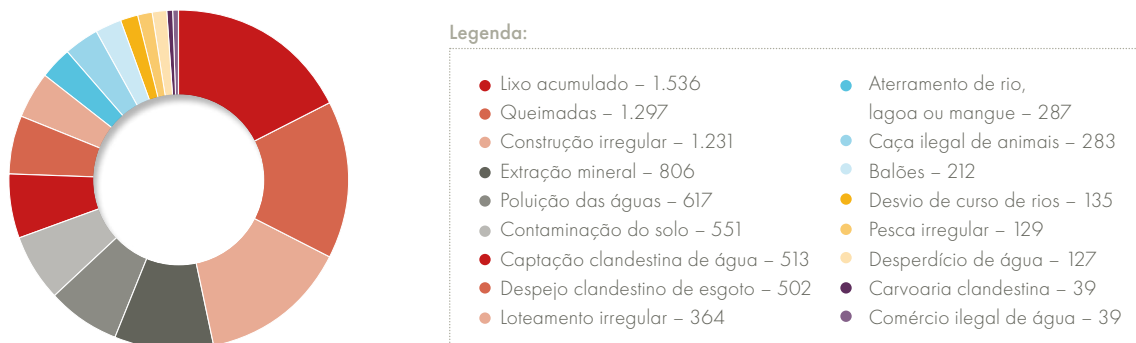 Legenda:
Lixo acumulado – 1.536
Queimadas – 1.297
Construção irregular – 1.231
Extração mineral – 806
Poluição das águas – 617
Contaminação do solo – 551
Captação clandestina de água – 513
Despejo clandestino de esgoto – 502
Loteamento irregular – 364
Aterramento de rio,
lagoa ou mangue – 287
Caça ilegal de animais – 283
Balões – 212
Desvio de curso de rios – 135
Pesca irregular – 129
Desperdício de água – 127
Carvoaria clandestina – 39
Comércio ilegal de água – 39